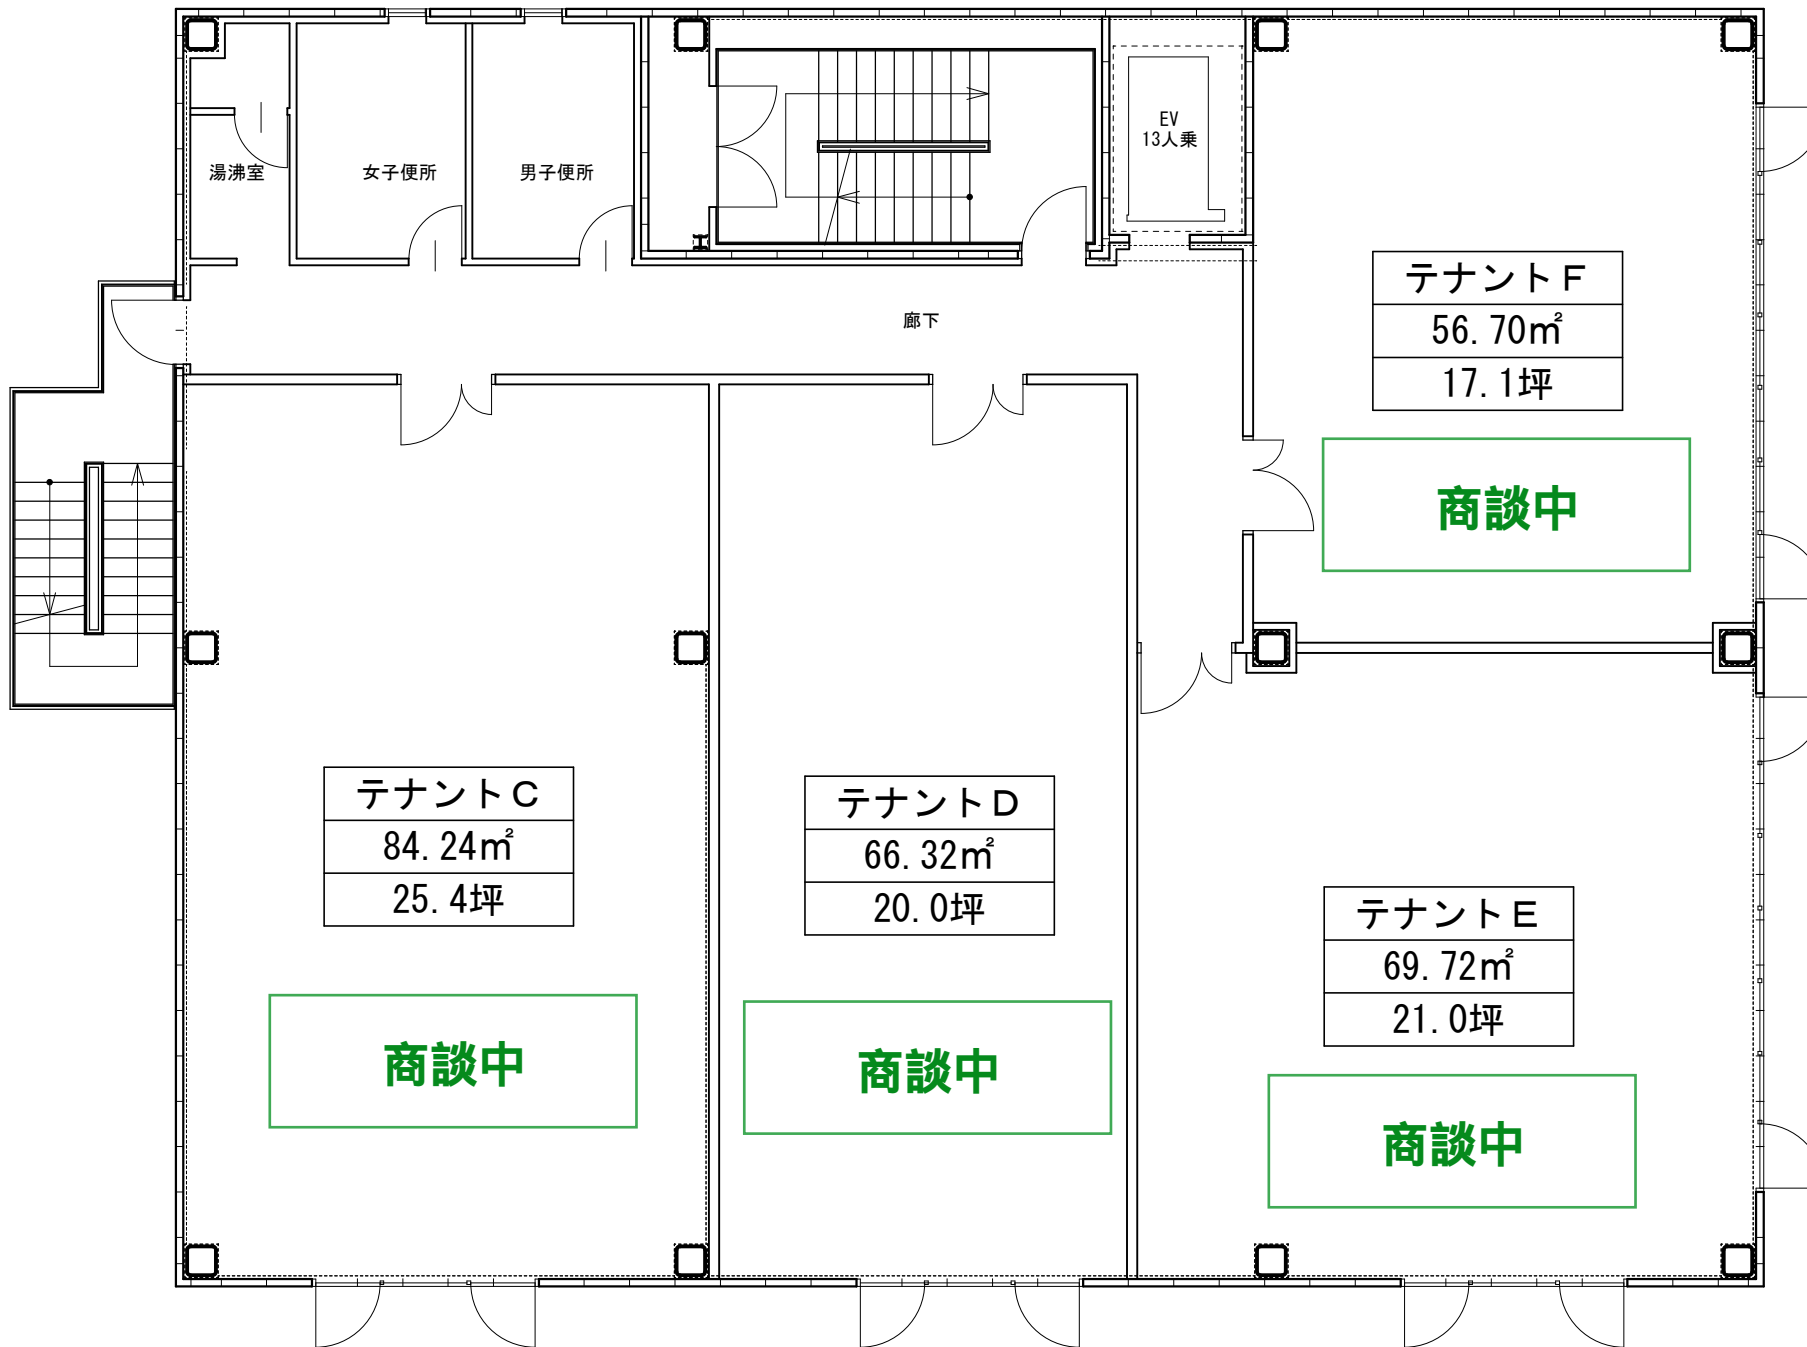 EV
13人乗
湯沸室
女子便所
男子便所
廊下
テナントF
56.70㎡
17.1坪
商談中
テナントC
84.24㎡
25.4坪
商談中
テナントD
66.32㎡
20.0坪
商談中
テナントE
69.72㎡
21.0坪
商談中